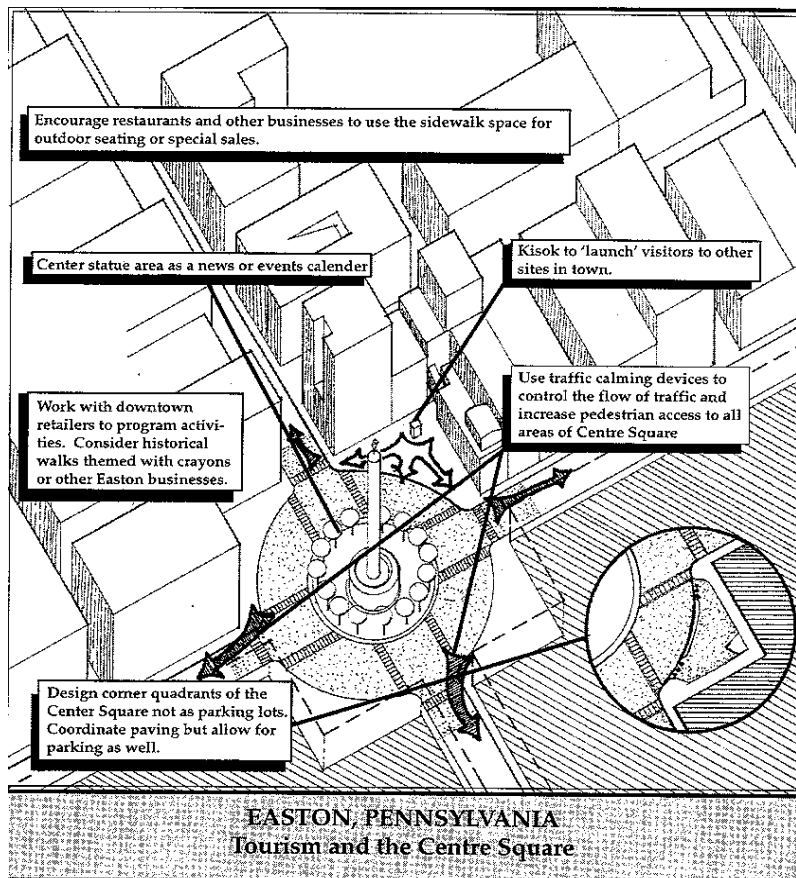 Encourage restaurants and other businesses to use the sidewalk space for
outdoor seating or special sales.
Center statue area as a news or events calender
Kisok to 'launch' visitors to other
sites in town.
Work with downtown
retailers to program activi-
ties. Consider historical
walks themed with crayons
or other Easton businesses.
Use traffic calming devices to
control the flow of traffic and
increase pedestrian access to all
areas of Centre Square
Design corner quadrants of the
Center Square not as parking lots.
Coordinate paving but allow for
parking as well.
EASTON, PENNSYLVANIA
Tourism and the Centre Square